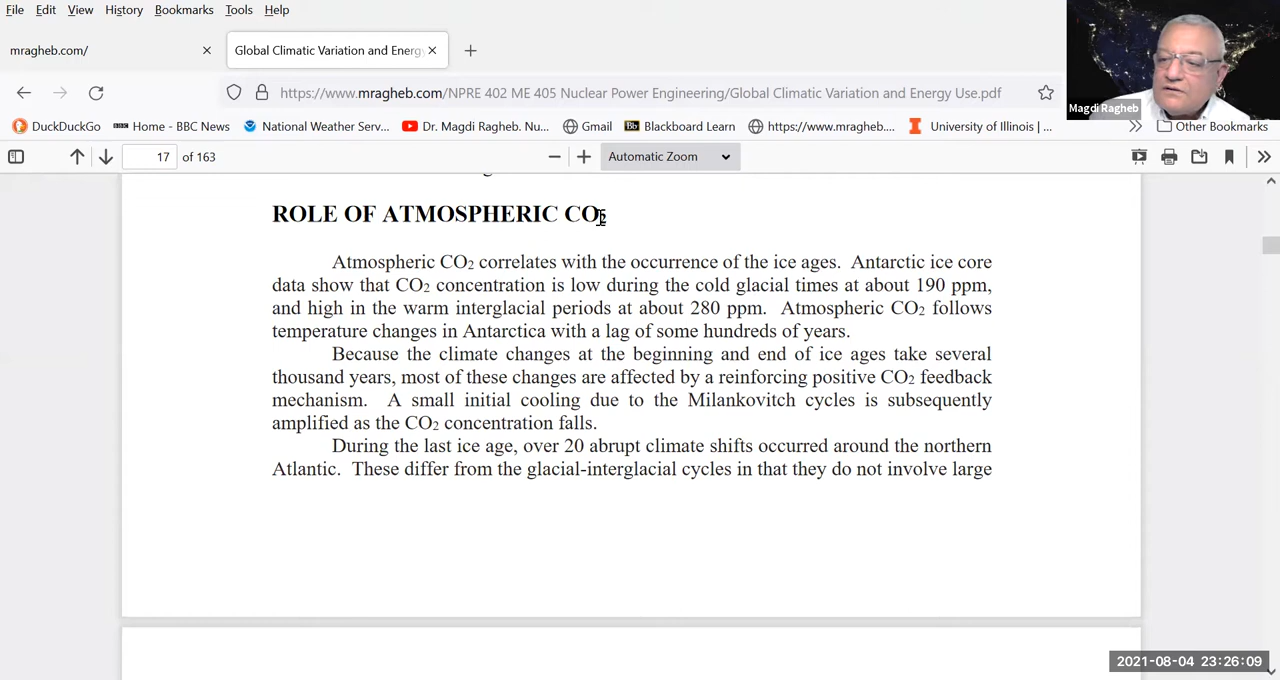 File Edit View History Bookmarks Tools Help
mragheb.com/ Global Climatic Variation and Energ
https://www.mragheb.com/NPRE 402 ME 405 Nuclear Power Engineering/Global Climatic Variation and Energy Use.pdf
Magdi Ragheb
DuckDuckGo BBC Home - BBC News National Weather Serv... Dr. Magdi Ragheb. Nu... Gmail Bb Blackboard Learn https://www.mragheb.... University of Illinois |... Other Bookmarks
17 of 163 Automatic Zoom
ROLE OF ATMOSPHERIC CO2
Atmospheric CO2 correlates with the occurrence of the ice ages. Antarctic ice core
data show that CO2 concentration is low during the cold glacial times at about 190 ppm,
and high in the warm interglacial periods at about 280 ppm. Atmospheric CO2 follows
temperature changes in Antarctica with a lag of some hundreds of years.
Because the climate changes at the beginning and end of ice ages take several
thousand years, most of these changes are affected by a reinforcing positive CO2 feedback
mechanism. A small initial cooling due to the Milankovitch cycles is subsequently
amplified as the CO2 concentration falls.
During the last ice age, over 20 abrupt climate shifts occurred around the northern
Atlantic. These differ from the glacial-interglacial cycles in that they do not involve large
2021-08-04 23:26:09